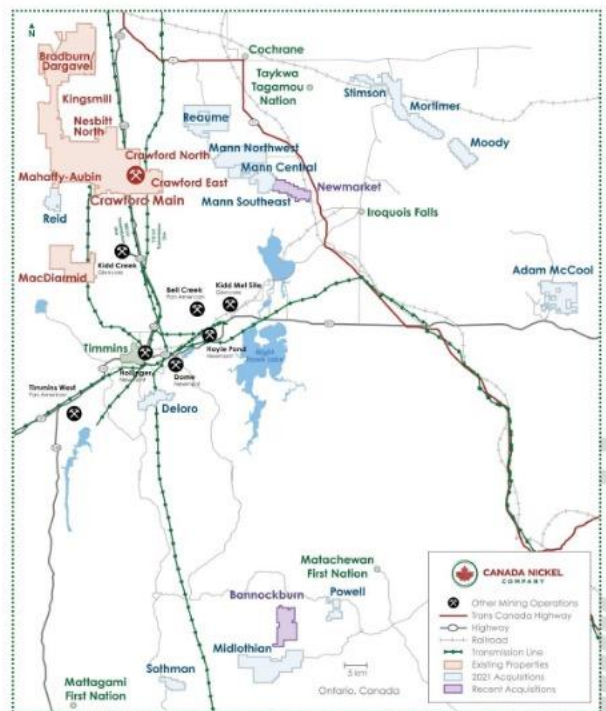 N
Bradburn
Dargavel
Cochrane
Taykwa
Tagamou
Nation
Stimson
Mortimer
Moody
Kingsmill
Nesbitt
North
Reaume
Mann Northwest
Crawford North
Mann Central
Mahaffy-Aubin
Crawford East
Newmarket
Crawford Main
Mann Southeast
Reid
Iroquois Falls
Kidd Creek
Glencore
MacDiarmid
Bell Creek
Pan American
Kidd Met Site
Glencore
Adam McCool
Timmins
Hollinger
Newmont
Hoyle Pond
Newmont
Night
Hawk Lake
Dome
Newmont
Timmins West
Pan American
Deloro
Matachewan
First Nation
Bannockburn
Powell
Midlothian
Sothman
5 km
Mattagami
First Nation
Ontario, Canada
CANADA NICKEL
COMPANY
Other Mining Operations
Trans Canada Highway
Highway
Railroad
Transmission Line
Existing Properties
2021 Acquisitions
Recent Acquisitions